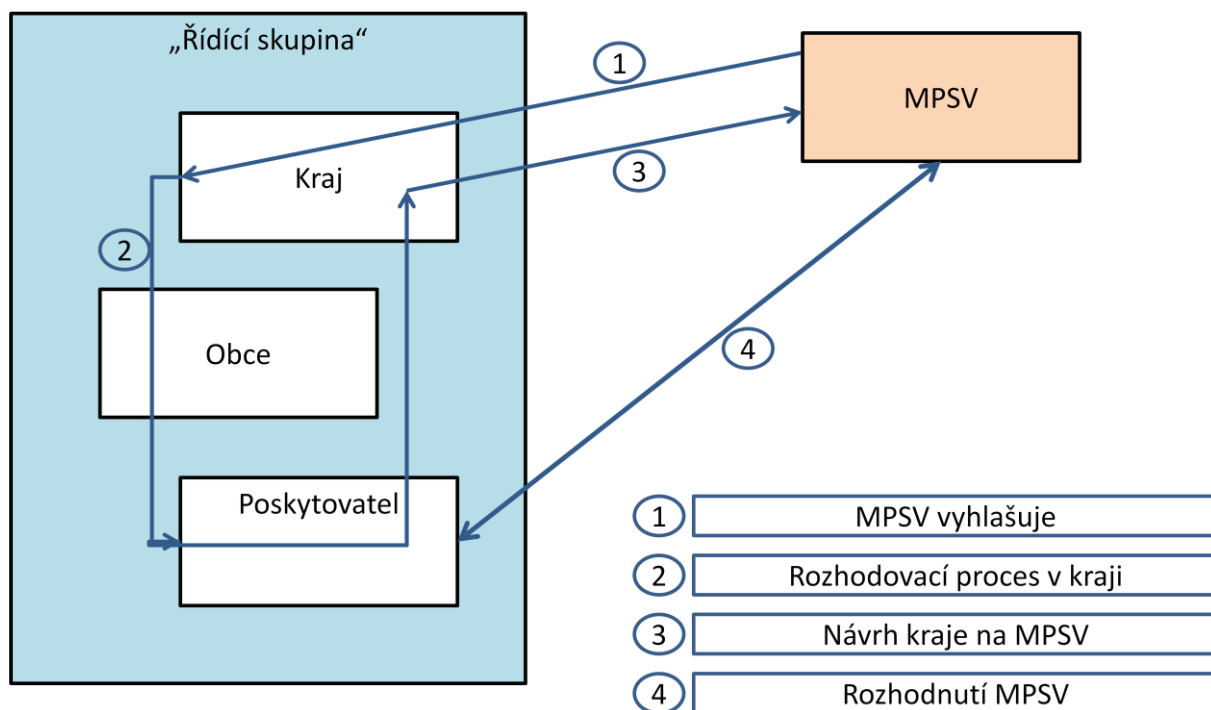 „Řídící skupina“
1
MPSV
Kraj
3
2
Obce
4
Poskytovatel
1 MPSV vyhlašuje
2 Rozhodovací proces v kraji
3 Návrh kraje na MPSV
4 Rozhodnutí MPSV